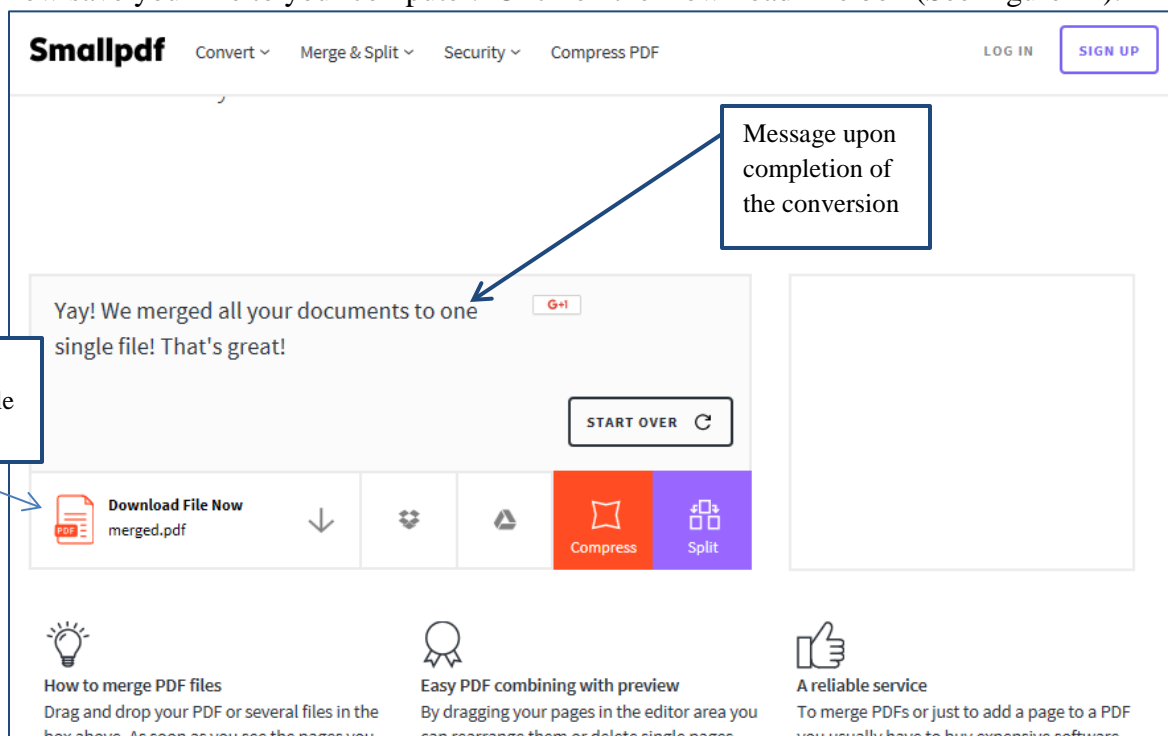 Smallpdf Convert Merge & Split Security Compress PDF LOG IN SIGN UP
Message upon
completion of
the conversion
Yay! We merged all your documents to one
single file! That's great!
G+1
START OVER
Download File Now
merged.pdf
Compress
Split
How to merge PDF files
Drag and drop your PDF or several files in the
Easy PDF combining with preview
By dragging your pages in the editor area you
A reliable service
To merge PDFs or just to add a page to a PDF